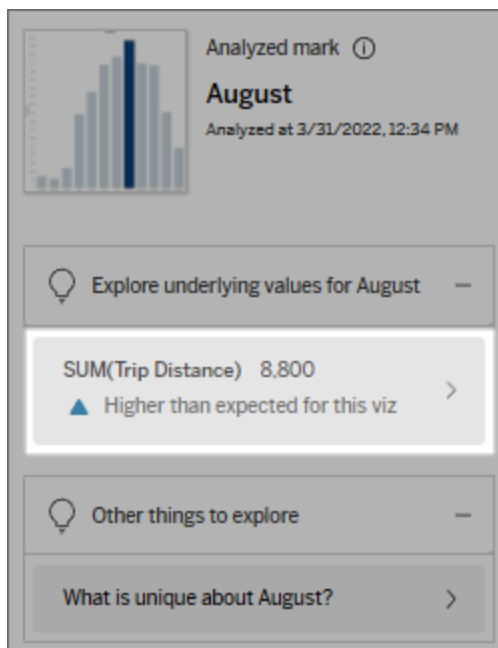 Analyzed mark
August
Analyzed at 3/31/2022, 12:34 PM
Explore underlying values for August
SUM(Trip Distance) 8,800
Higher than expected for this viz
Other things to explore
What is unique about August?